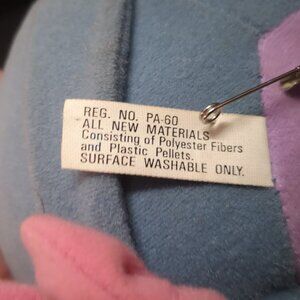 REG. NO. PA-60
ALL NEW MATERIALS
Consisting of Polyester Fibers
and Plastic Pellets.
SURFACE WASHABLE ONLY.